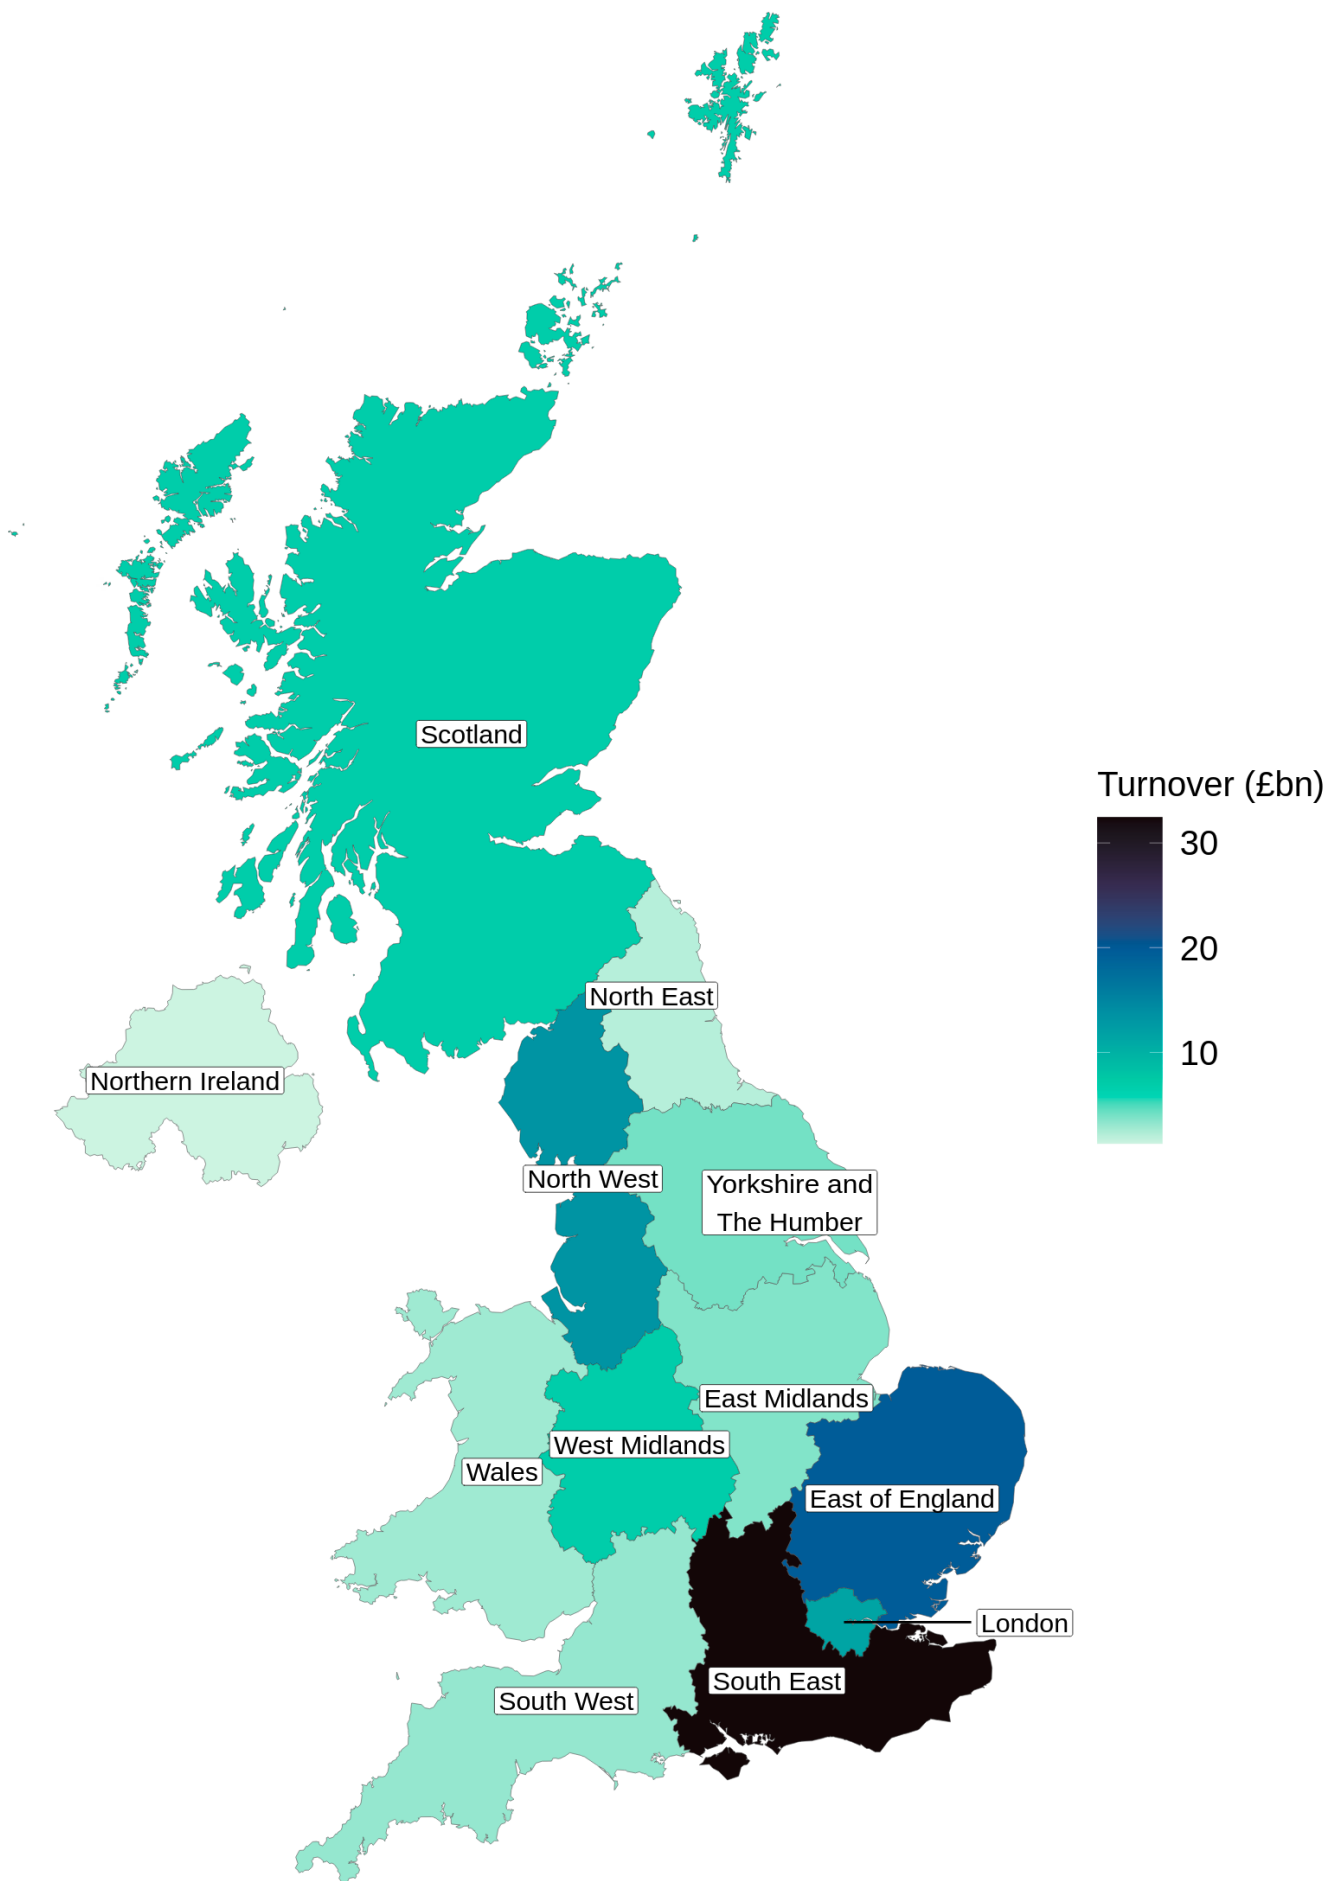 Scotland
Turnover (£bn)
30
20
10
North East
Northern Ireland
North West
Yorkshire and
The Humber
East Midlands
West Midlands
Wales
East of England
London
South East
South West